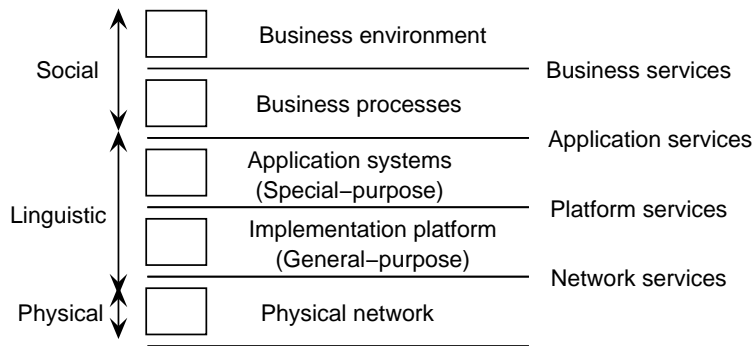 Business environment
Social
Business services
Business processes
Application services
Application systems
(Special−purpose)
Linguistic
Platform services
Implementation platform
(General−purpose)
Network services
Physical
Physical network